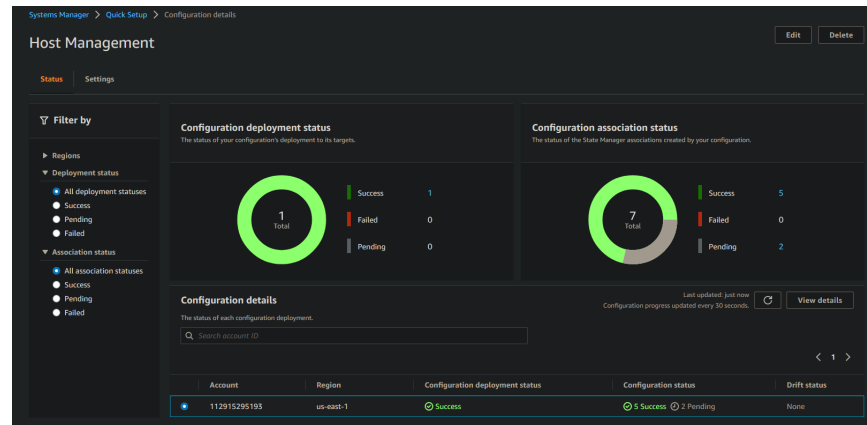 Systems Manager > Quick Setup > Configuration details
Host Management
Edit
Delete
Status
Settings
Filter by
Regions
Deployment status
All deployment statuses
Success
Pending
Failed
Association status
All association statuses
Success
Pending
Failed
Configuration deployment status
The status of your configuration's deployment to its targets.
1
Total
Success 1
Failed 0
Pending 0
Configuration association status
The status of the State Manager associations created by your configuration.
7
Total
Success 5
Failed 0
Pending 2
Configuration details
The status of each configuration deployment.
Last updated: just now
Configuration progress updated every 30 seconds.
View details
Search account ID
< 1 >
Account Region Configuration deployment status Configuration status Drift status
112915295193 us-east-1 Success 5 Success 2 Pending None